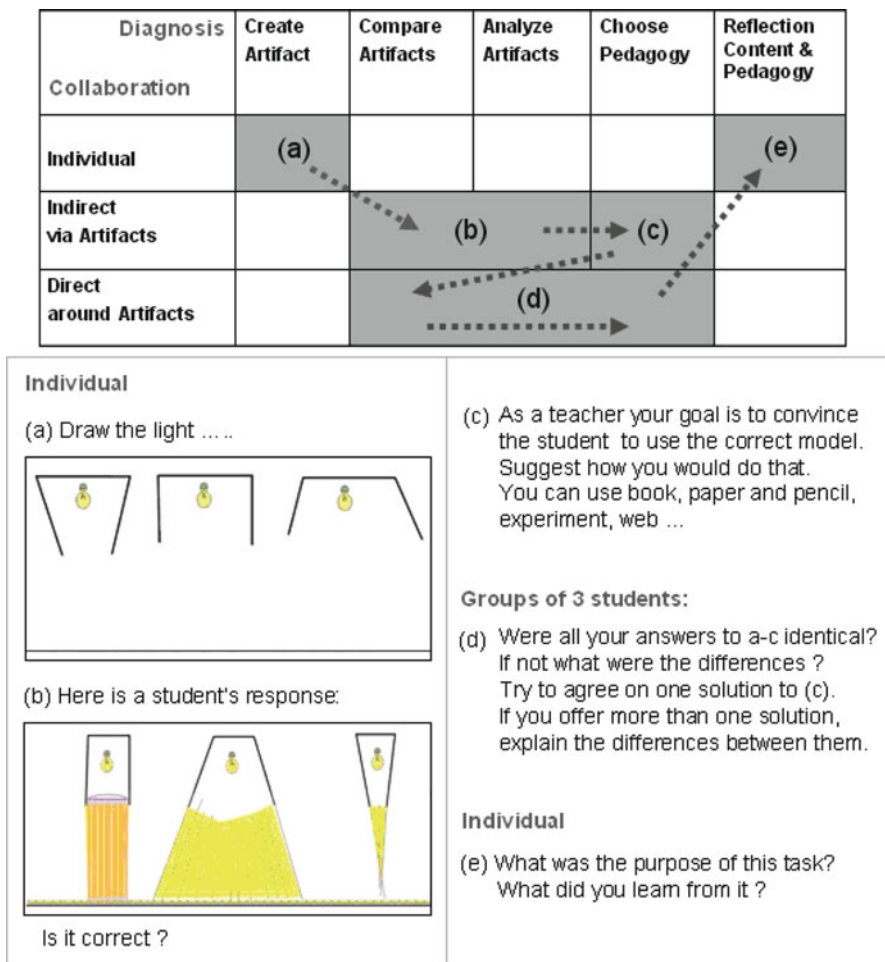 Diagnosis
Collaboration
Create
Artifact
Compare
Artifacts
Analyze
Artifacts
Choose
Pedagogy
Reflection
Content &
Pedagogy
Individual
(a)
(e)
Indirect
via Artifacts
(b)
(c)
Direct
around Artifacts
(d)
Individual
(a) Draw the light .....
(b) Here is a student's response:
Is it correct ?
(c) As a teacher your goal is to convince
the student to use the correct model.
Suggest how you would do that.
You can use book, paper and pencil,
experiment, web ...
Groups of 3 students:
(d) Were all your answers to a-c identical?
If not what were the differences ?
Try to agree on one solution to (c).
If you offer more than one solution,
explain the differences between them.
Individual
(e) What was the purpose of this task?
What did you learn from it ?